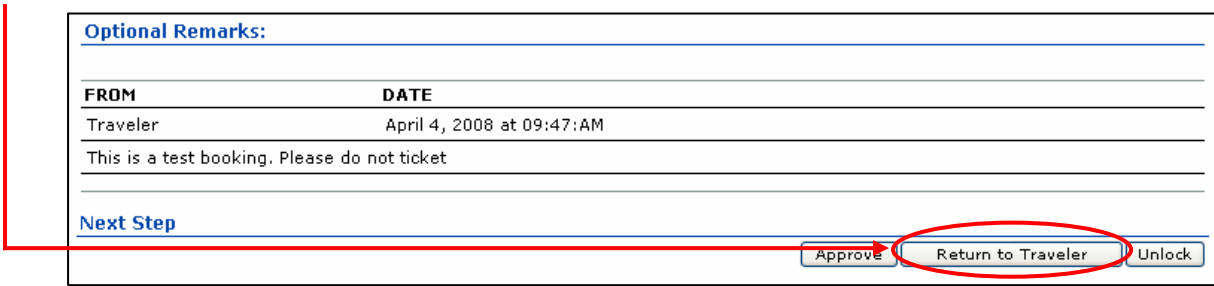 Optional Remarks:
FROM DATE
Traveler April 4, 2008 at 09:47:AM
This is a test booking. Please do not ticket
Next Step
Approve Return to Traveler Unlock